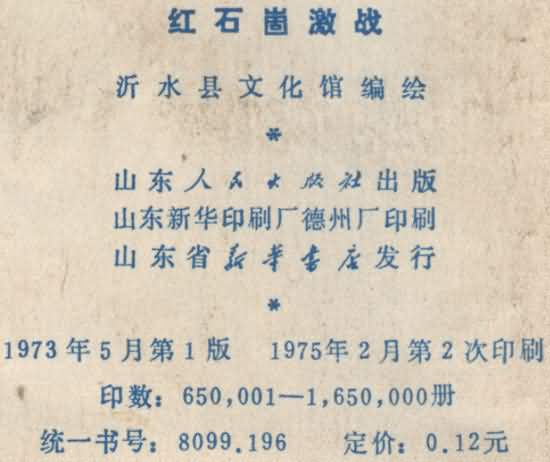 红石崮激战
沂水县文化馆编绘
*
山东人民出版社出版
山东新华印刷厂德州厂印刷
山东省新华书店发行
*
1973年5月第1版 1975年2月第2次印刷
印数：650,001—1,650,000册
统一书号：8099.196 定价：0.12元